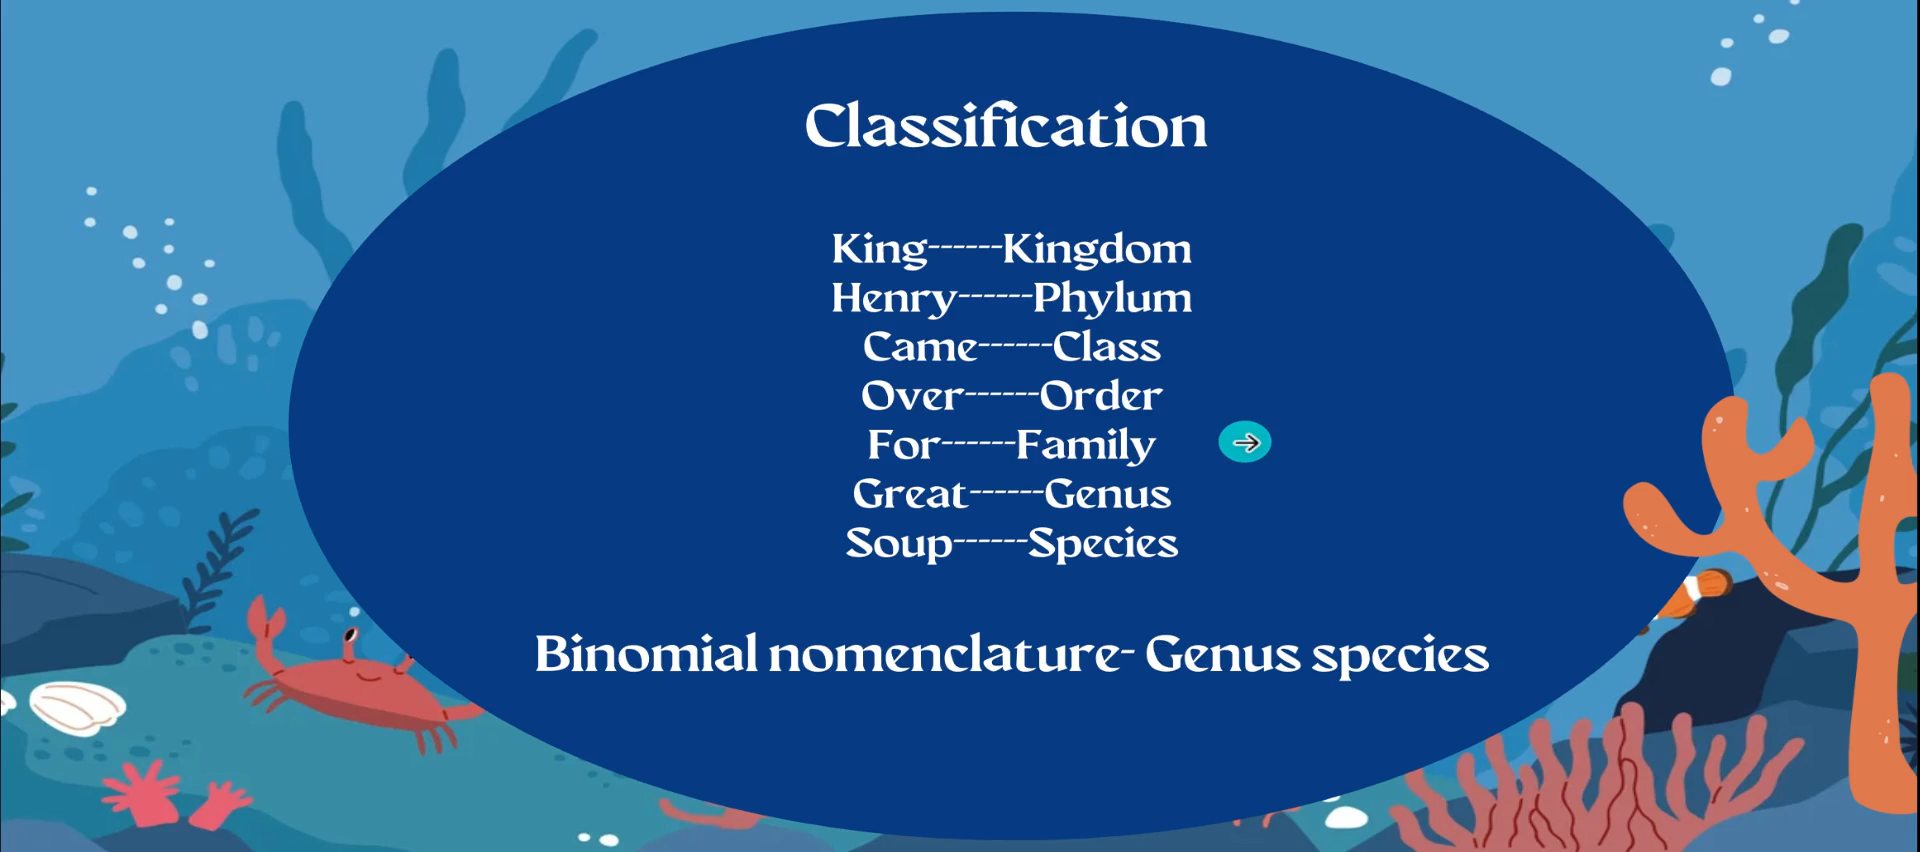 Classification
King------Kingdom
Henry------Phylum
Came------Class
Over------Order
For------Family
Great------Genus
Soup------Species
Binomial nomenclature- Genus species